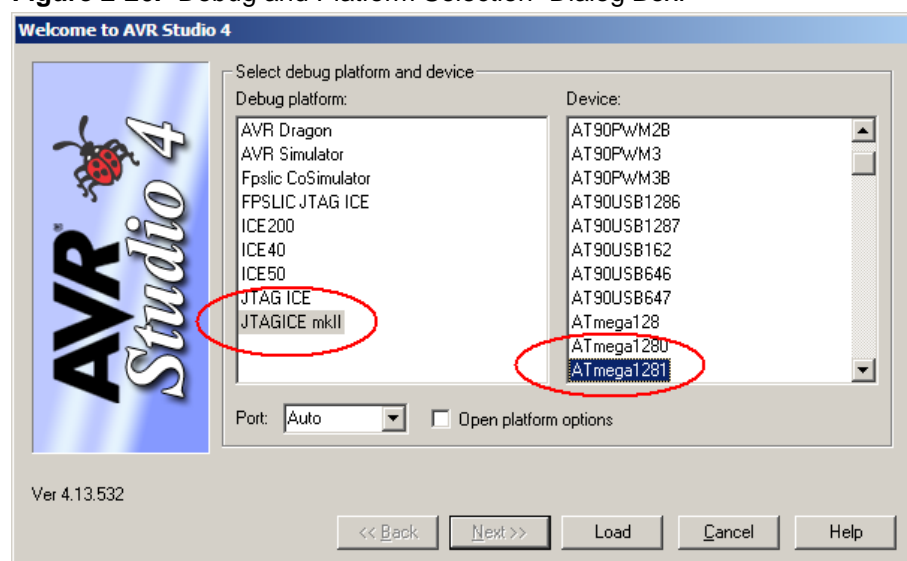 Welcome to AVR Studio 4
AVR Studio 4
Select debug platform and device
Debug platform:
AVR Dragon
AVR Simulator
Fpslic CoSimulator
FPSLIC JTAG ICE
ICE200
ICE40
ICE50
JTAG ICE
JTAGICE mkII
Device:
AT90PWM2B
AT90PWM3
AT90PWM3B
AT90USB1286
AT90USB1287
AT90USB162
AT90USB646
AT90USB647
ATmega128
ATmega1280
ATmega1281
Port: Auto
Open platform options
Ver 4.13.532
<< Back
Next >>
Load
Cancel
Help